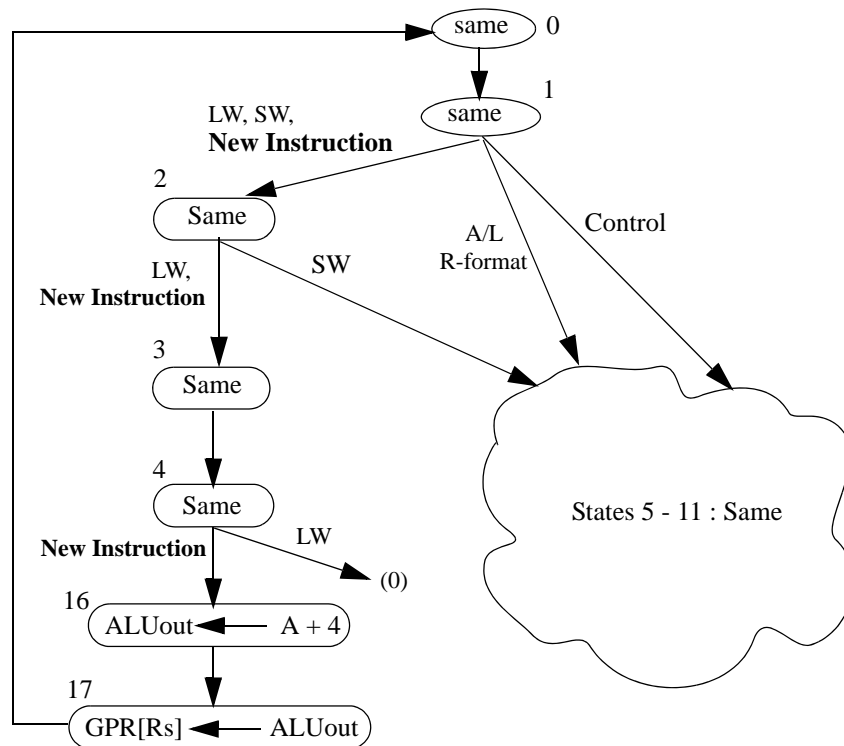 same 0
1
same
LW, SW,
New Instruction
2
Same
Control
A/L
R-format
SW
LW,
New Instruction
3
Same
4
Same
States 5 - 11 : Same
New Instruction
LW
(0)
16
ALUout A + 4
17
GPR[Rs] ALUout